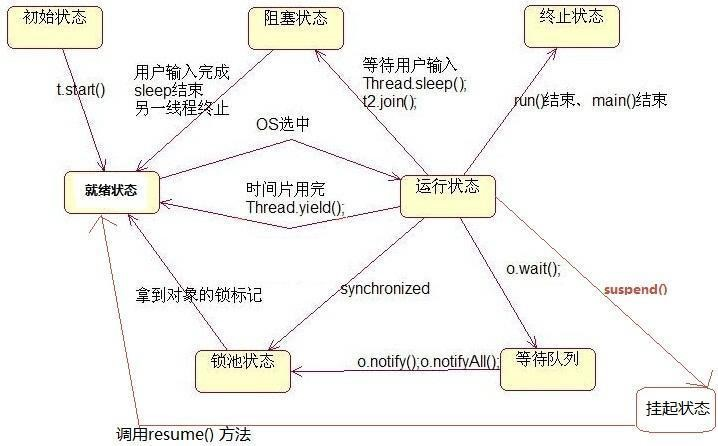 初始状态
阻塞状态
终止状态
t.start()
用户输入完成
sleep结束
另一线程终止
等待用户输入
Thread.sleep();
t2.join();
run()结束、main()结束
OS选中
就绪状态
运行状态
时间片用完
Thread.yield();
o.wait();
拿到对象的锁标记
synchronized
suspend()
锁池状态
o.notify();o.notifyAll();
等待队列
挂起状态
调用resume() 方法